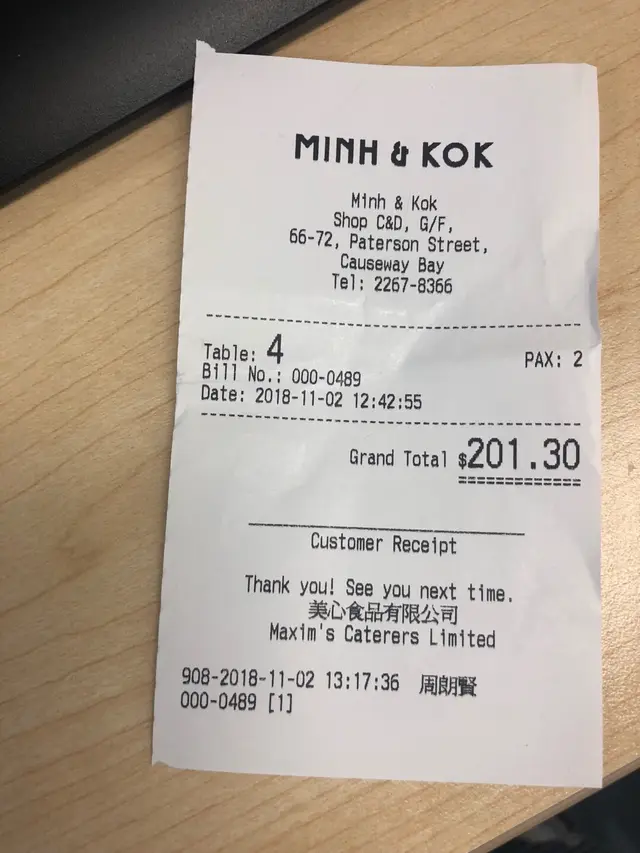 MINH & KOK
Minh & Kok
Shop C&D, G/F,
66-72, Paterson Street,
Causeway Bay
Tel: 2267-8366
Table: 4 PAX: 2
Bill No.: 000-0489
Date: 2018-11-02 12:42:55
Grand Total $201.30
Customer Receipt
Thank you! See you next time.
美心食品有限公司
Maxim's Caterers Limited
908-2018-11-02 13:17:36 周朗賢
000-0489 [1]